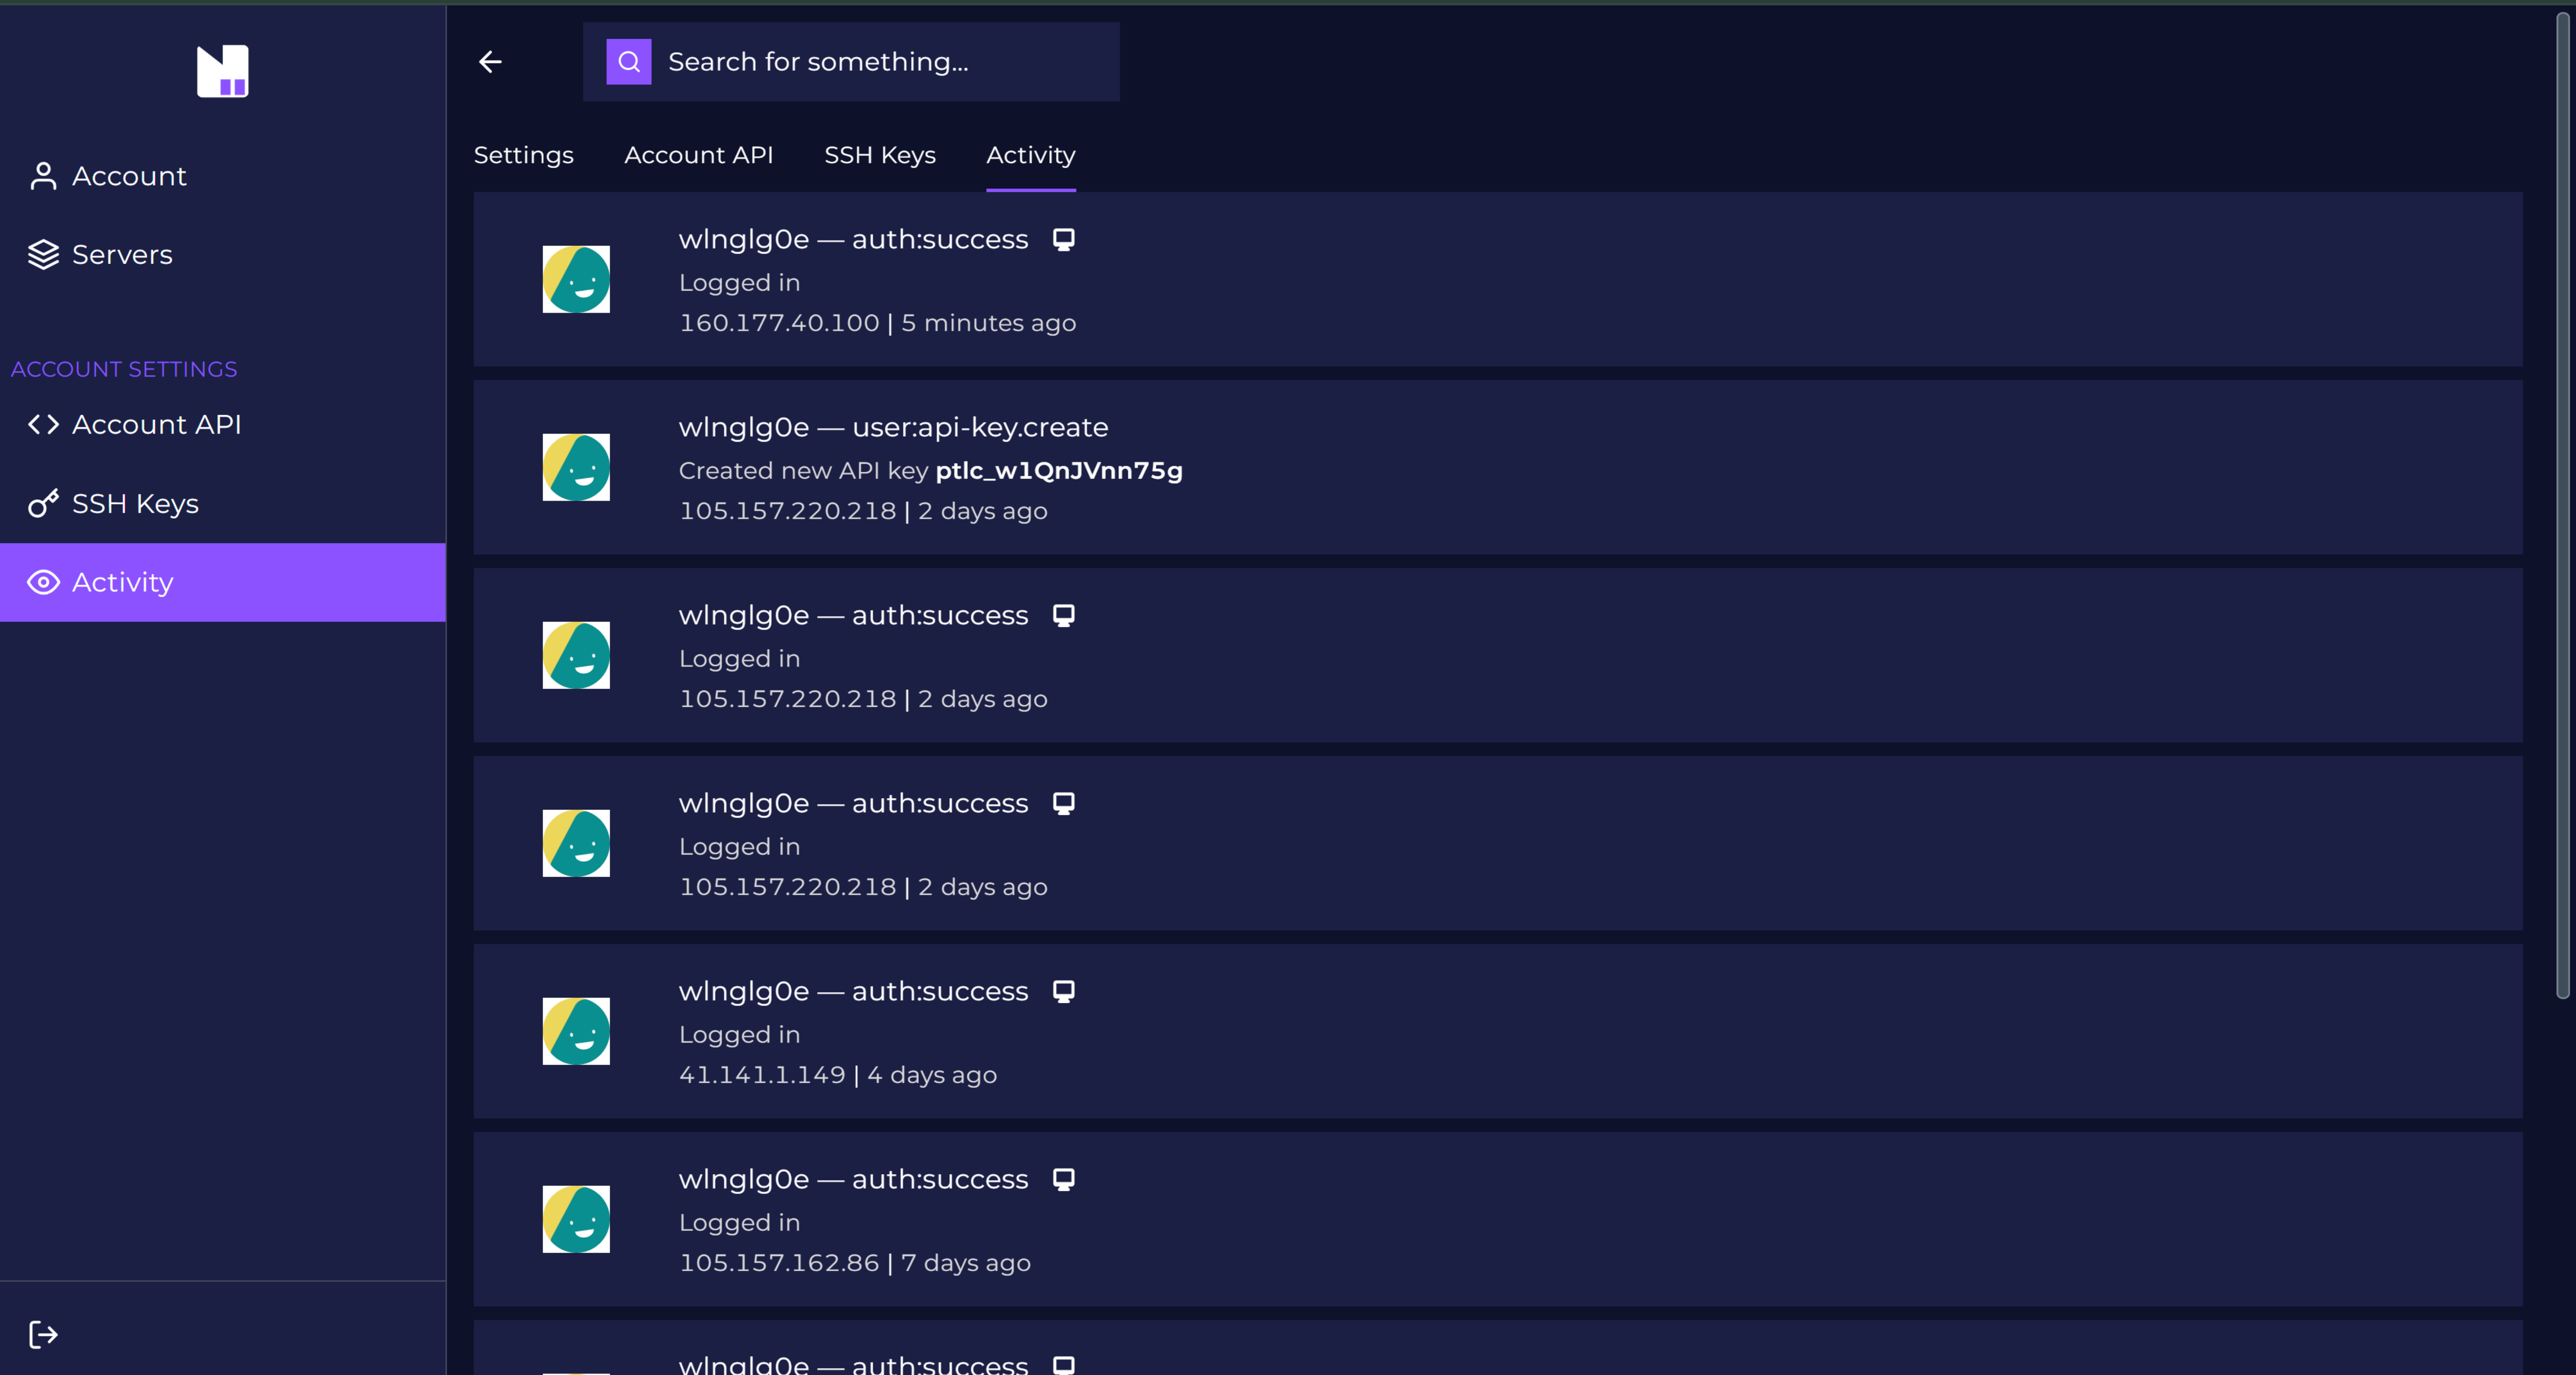 Account
Servers
ACCOUNT SETTINGS
Account API
SSH Keys
Activity
Search for something...
Settings
Account API
SSH Keys
Activity
wlnglg0e — auth:success
Logged in
160.177.40.100 | 5 minutes ago
wlnglg0e — user:api-key.create
Created new API key ptlc_w1QnJVnn75g
105.157.220.218 | 2 days ago
wlnglg0e — auth:success
Logged in
105.157.220.218 | 2 days ago
wlnglg0e — auth:success
Logged in
105.157.220.218 | 2 days ago
wlnglg0e — auth:success
Logged in
41.141.1.149 | 4 days ago
wlnglg0e — auth:success
Logged in
105.157.162.86 | 7 days ago
wlnglg0e — auth:success